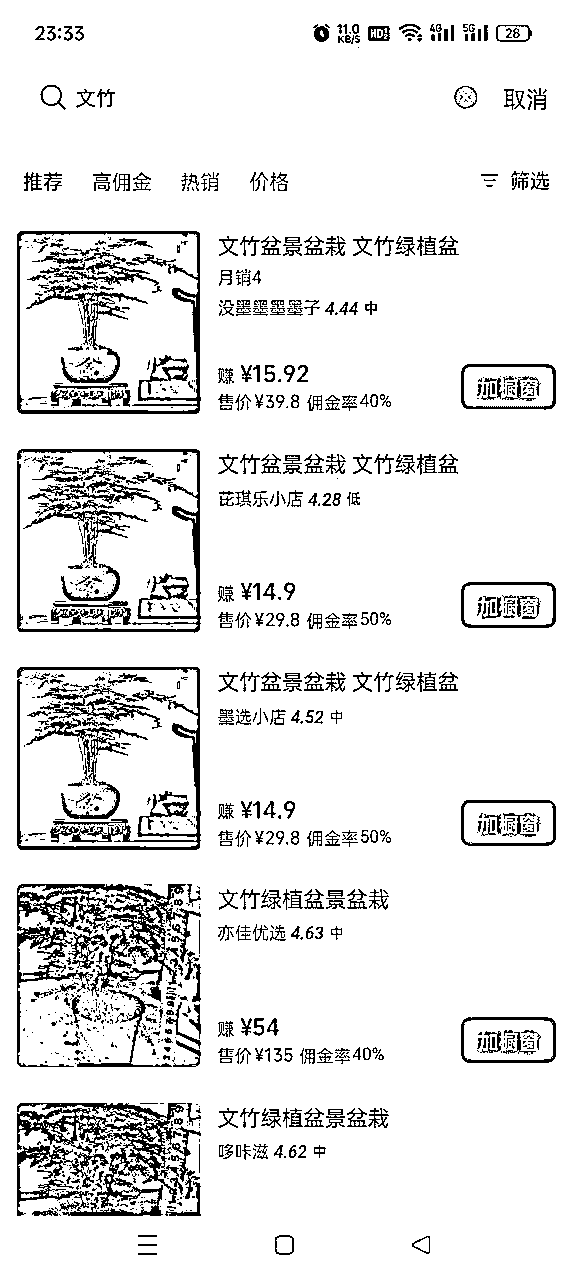 23:33 11.0 KB/S HD 4G 5G 26
文竹 取消
推荐 高佣金 热销 价格 筛选
文竹盆景盆栽 文竹绿植盆
月销4
没墨墨墨墨子 4.44 中
赚 ¥15.92
售价¥39.8 佣金率40%
加橱窗
文竹盆景盆栽 文竹绿植盆
芘琪乐小店 4.28 低
赚 ¥14.9
售价¥29.8 佣金率50%
加橱窗
文竹盆景盆栽 文竹绿植盆
墨选小店 4.52 中
赚 ¥14.9
售价¥29.8 佣金率50%
加橱窗
文竹绿植盆景盆栽
亦佳优选 4.63 中
赚 ¥54
售价¥135 佣金率40%
加橱窗
文竹绿植盆景盆栽
哆咔滋 4.62 中